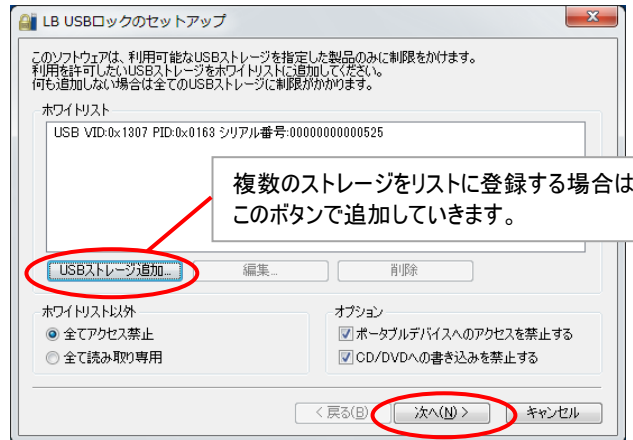 LB USBロックのセットアップ
このソフトウェアは、利用可能なUSBストレージを指定した製品のみに制限をかけます。
利用を許可したいUSBストレージをホワイトリストに追加してください。
何も追加しない場合は全てのUSBストレージに制限がかかります。
ホワイトリスト
USB VID:0x1307 PID:0x0163 シリアル番号:00000000000525
複数のストレージをリストに登録する場合は
このボタンで追加していきます。
USBストレージ追加...
編集...
削除
ホワイトリスト以外
全てアクセス禁止
全て読み取り専用
オプション
ポータブルデバイスへのアクセスを禁止する
CD/DVDへの書き込みを禁止する
< 戻る(B)
次へ(N) >
キャンセル